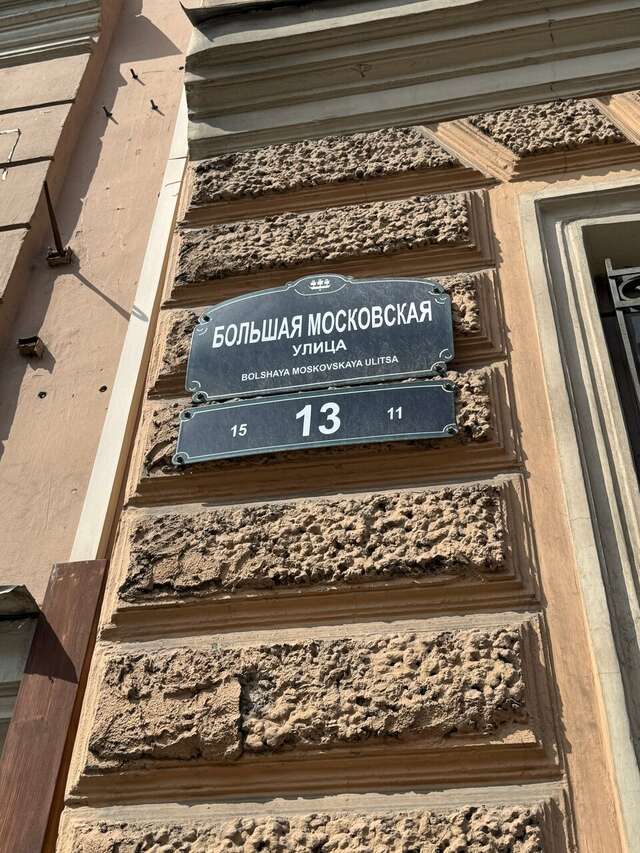 БОЛЬШАЯ МОСКОВСКАЯ
УЛИЦА
BOLSHAYA MOSKOVSKAYA ULITSA
15 13 11